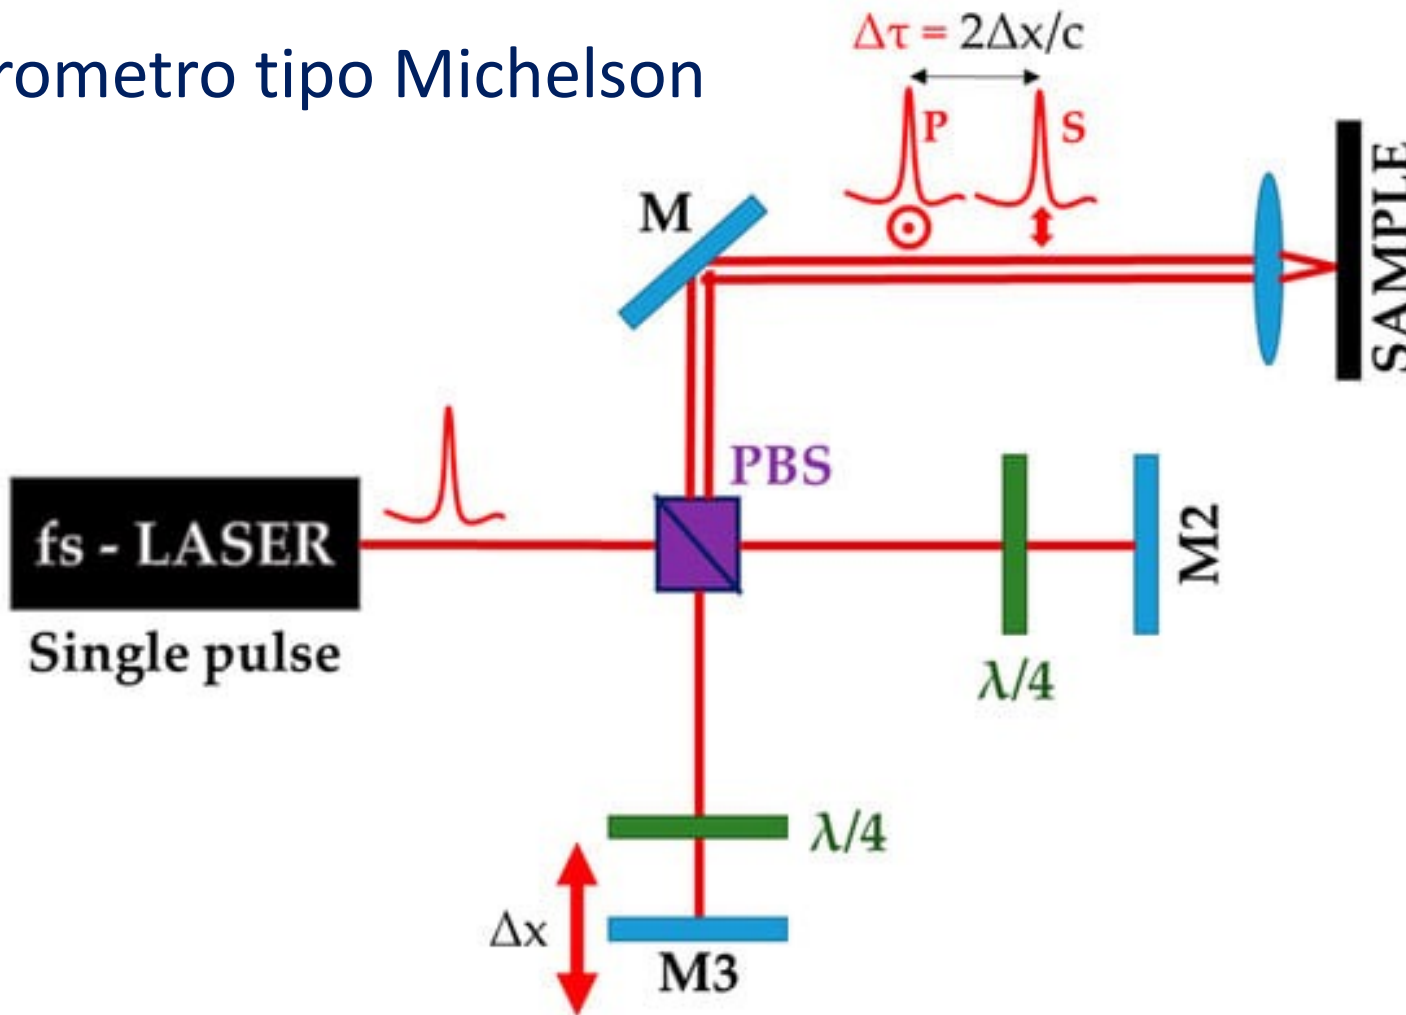 rometro tipo Michelson
Δτ = 2Δx/c
P
S
M
SAMPLE
PBS
fs - LASER
Single pulse
M2
λ/4
λ/4
Δx
M3